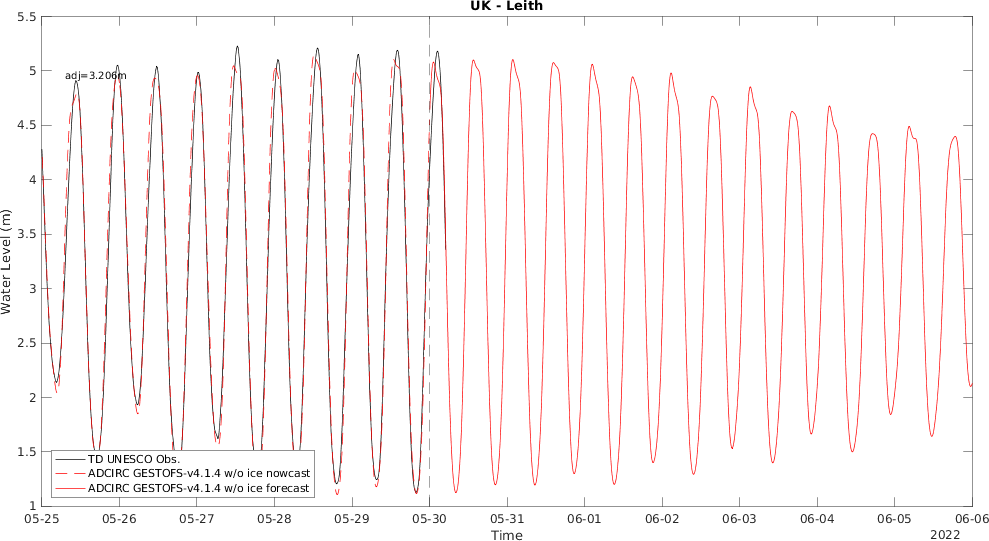 UK - Leith
5.5
5
4.5
4
3.5
3
2.5
2
1.5
1
Water Level (m)
adj=3.206m
TD UNESCO Obs.
ADCIRC GESTOFS-v4.1.4 w/o ice nowcast
ADCIRC GESTOFS-v4.1.4 w/o ice forecast
05-25 05-26 05-27 05-28 05-29 05-30 05-31 06-01 06-02 06-03 06-04 06-05 06-06
Time
2022